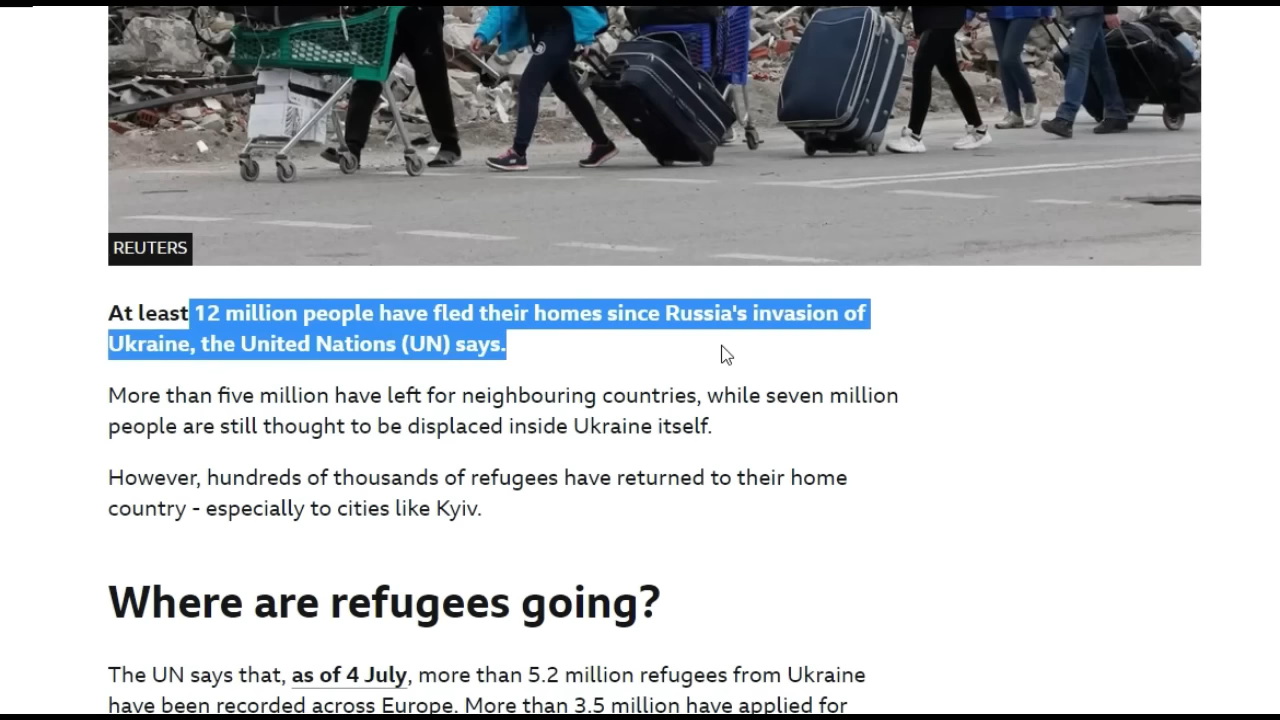 REUTERS
At least 12 million people have fled their homes since Russia's invasion of
Ukraine, the United Nations (UN) says.
More than five million have left for neighbouring countries, while seven million
people are still thought to be displaced inside Ukraine itself.
However, hundreds of thousands of refugees have returned to their home
country - especially to cities like Kyiv.
Where are refugees going?
The UN says that, as of 4 July, more than 5.2 million refugees from Ukraine
have been recorded across Europe. More than 3.5 million have applied for